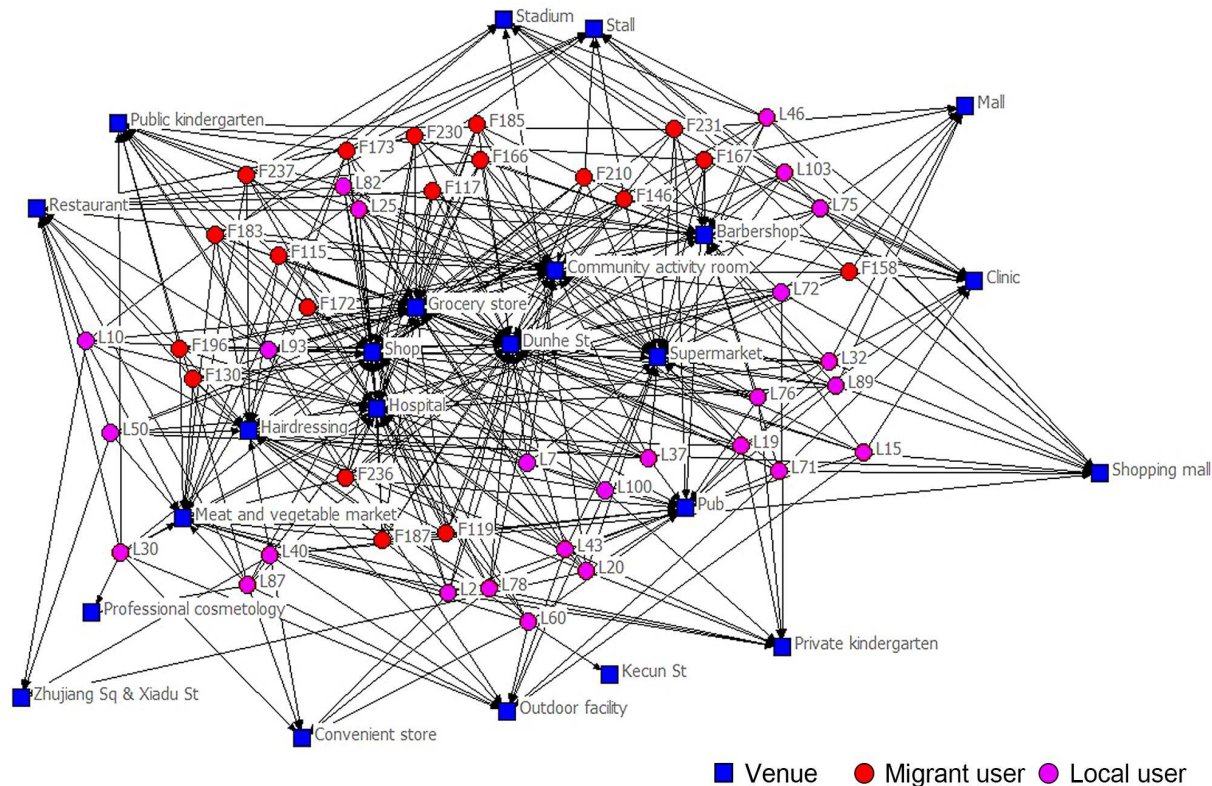 Stadium
Stall
Mall
L46
Public kindergarten
F185
F231
F230
F173
F166
F167
L103
F237
F210
L82
F117
F146
Restaurant
L25
L75
F183
Barbershop
F115
Community activity room
F158
Clinic
L72
F172
Grocery store
L10
Dunhe St
F196
L93
Shop
Supermarket
L32
F130
L89
L76
Hospital
L50
Hairdressing
L19
L15
L7
L37
L71
Shopping mall
F236
L100
Pub
Meat and vegetable market
F119
F187
L30
L40
L43
L20
L87
L78
Professional cosmetology
L60
Private kindergarten
Kecun St
Zhujiang Sq & Xiadu St
Outdoor facility
Convenient store
Venue
Migrant user
Local user